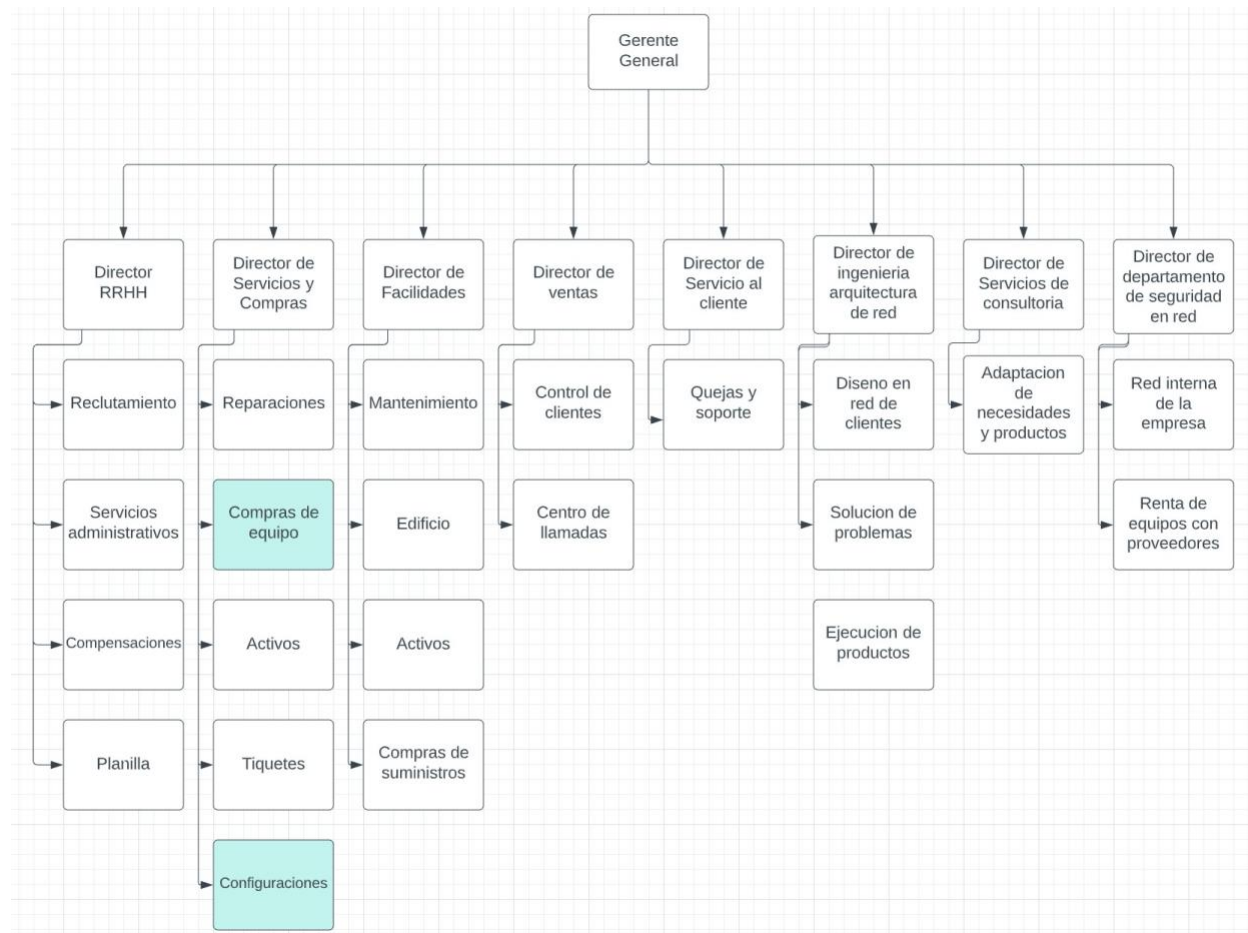 Gerente
General
Director
RRHH
Director de
Servicios y
Compras
Director de
Facilidades
Director de
ventas
Director de
Servicio al
cliente
Director de
ingenieria
arquitectura
de red
Director de
Servicios de
consultoria
Director de
departamento
de seguridad
en red
Reclutamiento
Reparaciones
Mantenimiento
Control de
clientes
Quejas y
soporte
Diseno en
red de
clientes
Adaptacion
de
necesidades
y productos
Red interna
de la
empresa
Servicios
administrativos
Compras de
equipo
Edificio
Centro de
llamadas
Solucion de
problemas
Renta de
equipos con
proveedores
Compensaciones
Activos
Activos
Ejecucion de
productos
Planilla
Tiquetes
Compras de
suministros
Configuraciones